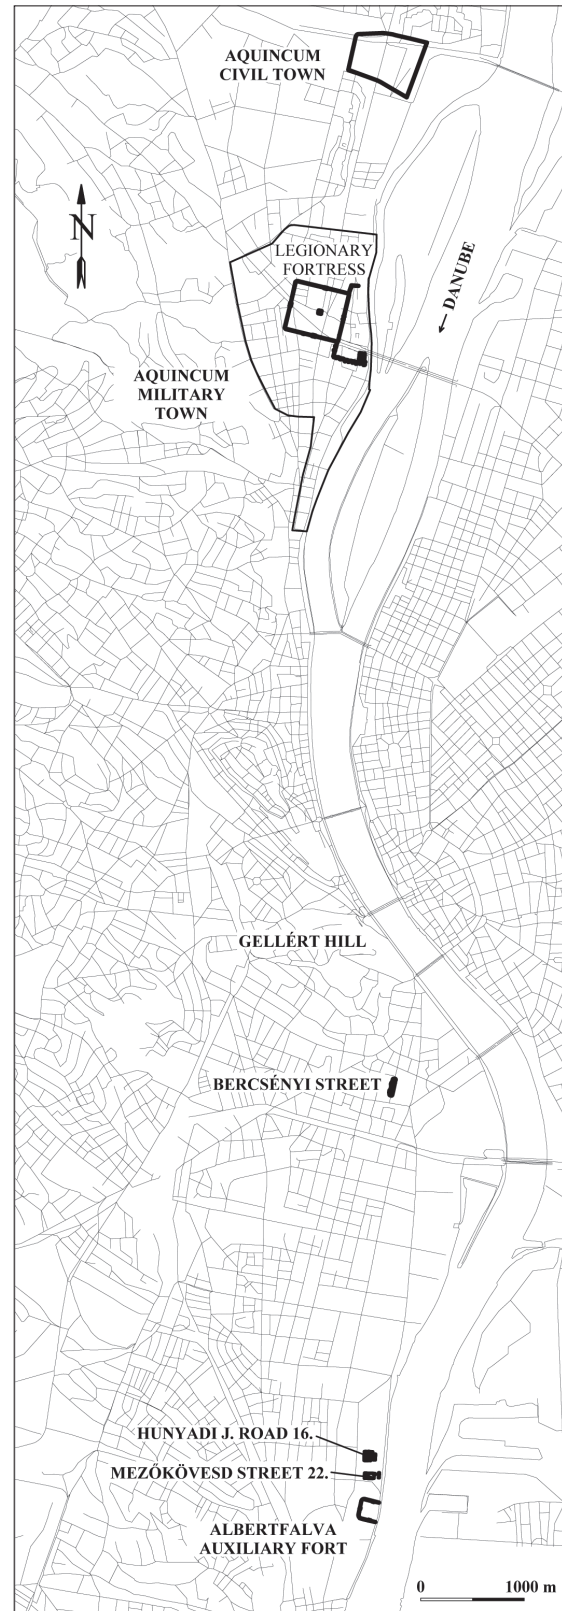 AQUINCUM
CIVIL TOWN
N
LEGIONARY
FORTRESS
← DANUBE
AQUINCUM
MILITARY
TOWN
GELLÉRT HILL
BERCSÉNYI STREET
HUNYADI J. ROAD 16.
MEZŐKÖVESD STREET 22.
ALBERTFALVA
AUXILIARY FORT
0 1000 m